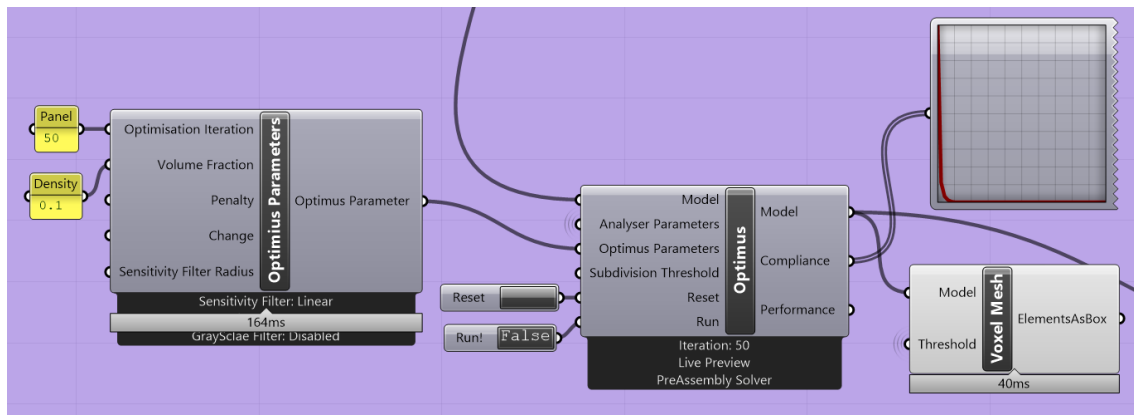 Panel
50
Density
0.1
Optimisation Iteration
Volume Fraction
Penalty
Change
Sensitivity Filter Radius
Optimius Parameters
Optimus Parameter
Sensitivity Filter: Linear
164ms
GraySclae Filter: Disabled
Reset
Run!
False
Model
Analyser Parameters
Optimus Parameters
Subdivision Threshold
Reset
Run
Optimus
Model
Compliance
Performance
Iteration: 50
Live Preview
PreAssembly Solver
Model
Threshold
Voxel Mesh
ElementsAsBox
40ms